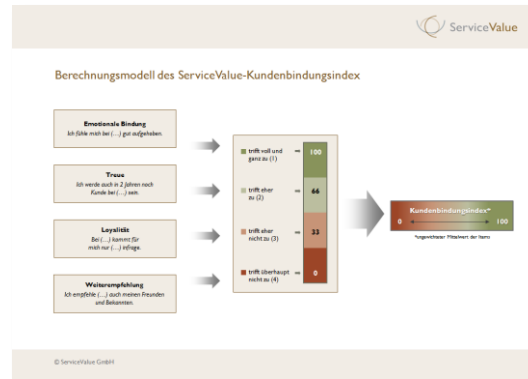 ServiceValue
Berechnungsmodell des ServiceValue-Kundenbindungsindex
Emotionale Bindung
Ich fühle mich bei (...) gut aufgehoben.
Treue
Ich werde auch in 2 Jahren noch
Kunde bei (...) sein.
Loyalität
Bei (...) kommt für
mich nur (...) infrage.
Weiterempfehlung
Ich empfehle (...) auch meinen Freunden
und Bekannten.
trifft voll und
ganz zu (1)
100
trifft eher
zu (2)
66
trifft eher
nicht zu (3)
33
trifft überhaupt
nicht zu (4)
0
Kundenbindungsindex*
0 100
*ungewichteter Mittelwert der Items
© ServiceValue GmbH